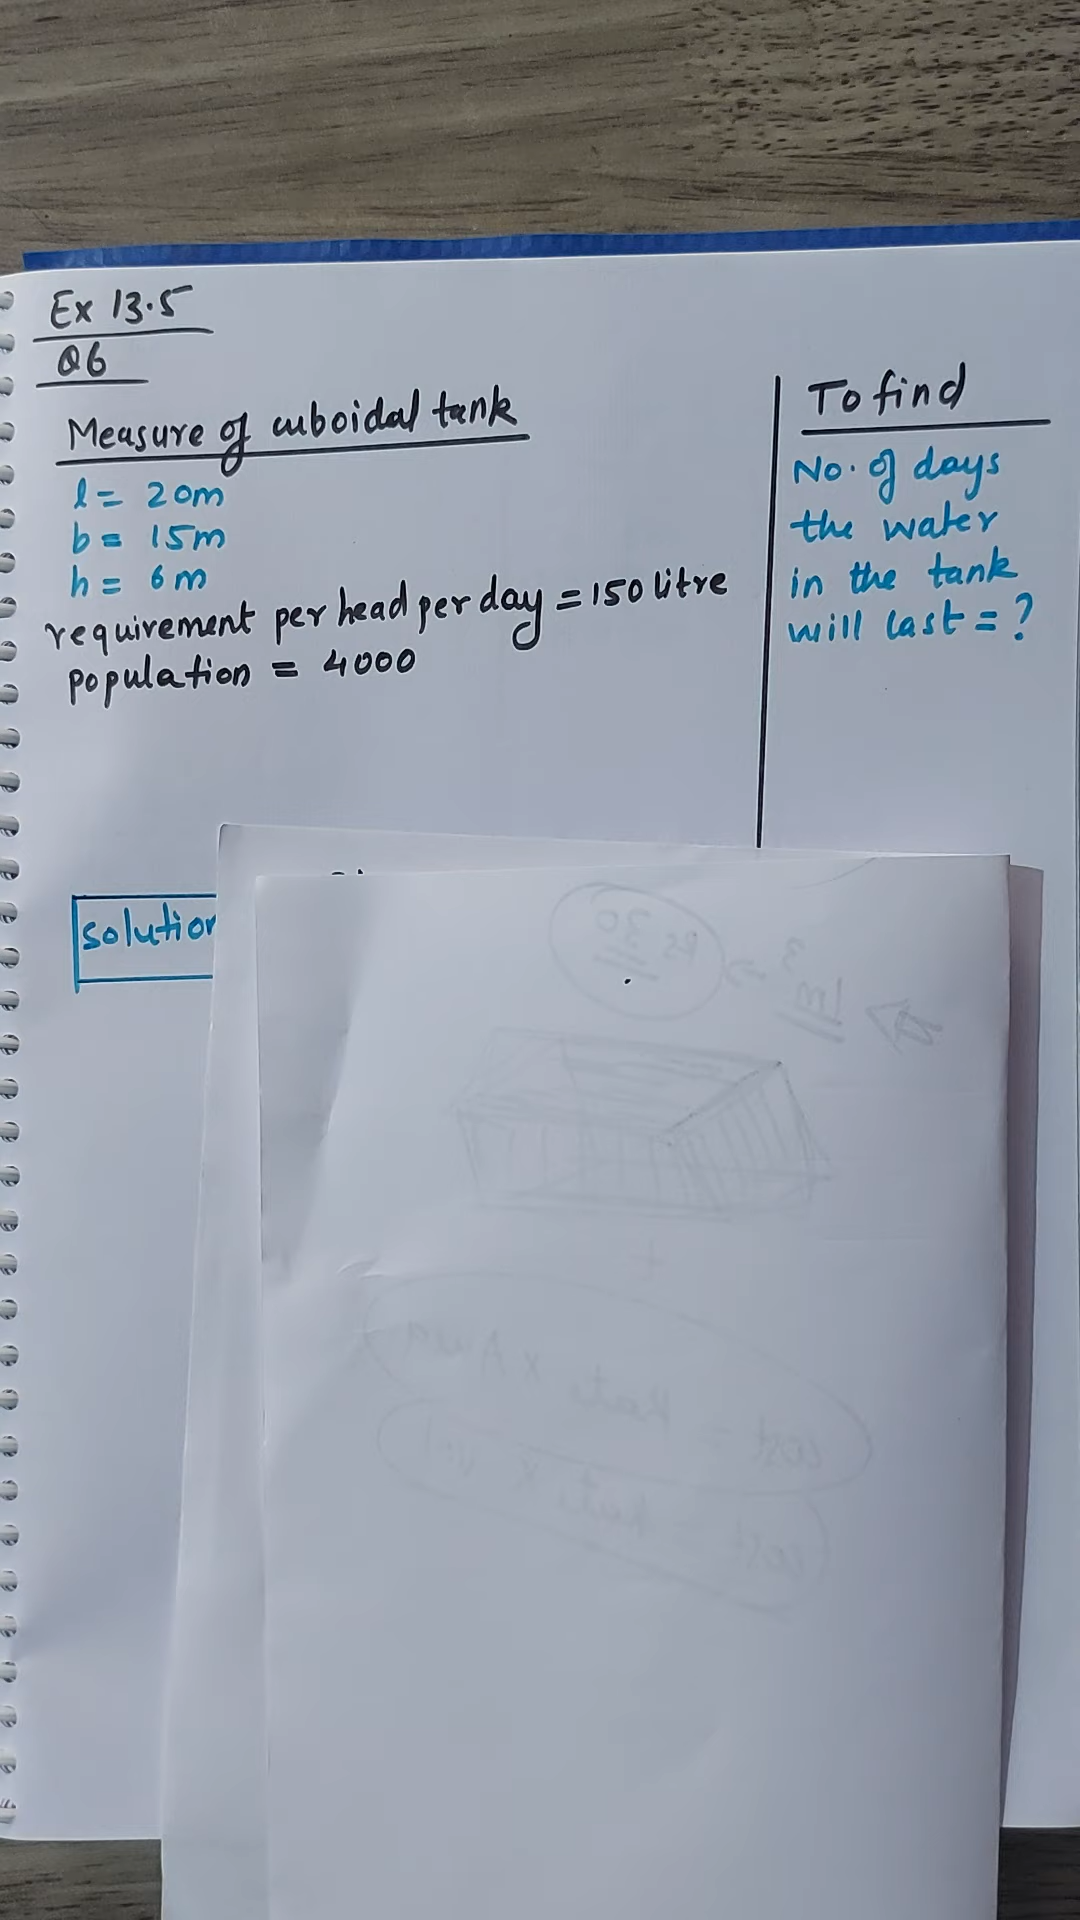 Ex 13.5
Q6
Measure of cuboidal tank
l = 20m
b = 15m
h = 6m
requirement per head per day = 150 litre
population = 4000
To find
No. of days
the water
in the tank
will last = ?
solution